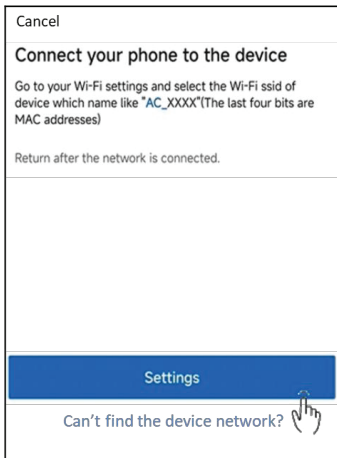 Cancel
Connect your phone to the device
Go to your Wi-Fi settings and select the Wi-Fi ssid of
device which name like "AC_XXXX"(The last four bits are
MAC addresses)
Return after the network is connected.
Settings
Can't find the device network?